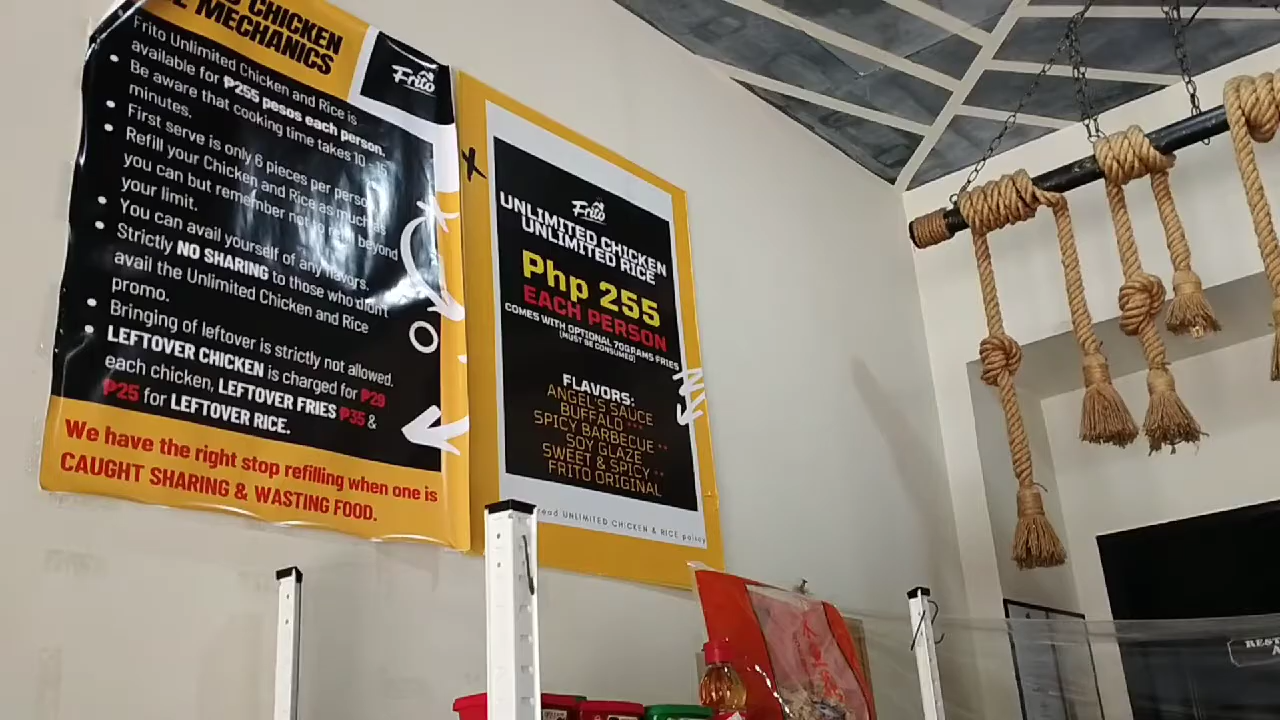 CHICKEN
MECHANICS
Frito
Frito Unlimited Chicken and Rice is
available for ₱255 pesos each person.
Be aware that cooking time takes 10 - 15
minutes.
First serve is only 6 pieces per person
Refill your Chicken and Rice as much as
you can but remember not to refill beyond
your limit.
You can avail yourself of any flavors.
Strictly NO SHARING to those who didn't
avail the Unlimited Chicken and Rice
promo.
Bringing of leftover is strictly not allowed.
LEFTOVER CHICKEN is charged for ₱29
each chicken, LEFTOVER FRIES ₱35 &
₱25 for LEFTOVER RICE.
We have the right stop refilling when one is
CAUGHT SHARING & WASTING FOOD.
Frito
UNLIMITED CHICKEN
UNLIMITED RICE
Php 255
EACH PERSON
COMES WITH OPTIONAL 70GRAMS FRIES
(MUST BE CONSUMED)
FLAVORS:
ANGEL'S SAUCE
BUFFALO ***
SPICY BARBECUE **
SOY GLAZE
SWEET & SPICY **
FRITO ORIGINAL
read UNLIMITED CHICKEN & RICE policy